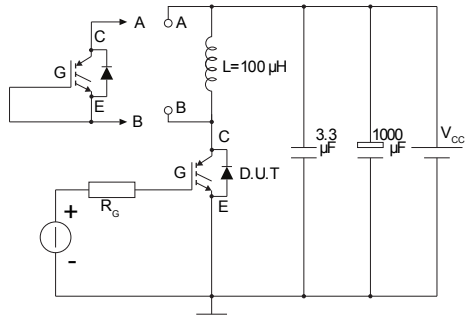 A A
C
G
E
B B
L=100 µH
C
G D.U.T
E
3.3
µF
1000
µF
V_CC
R_G
+
-